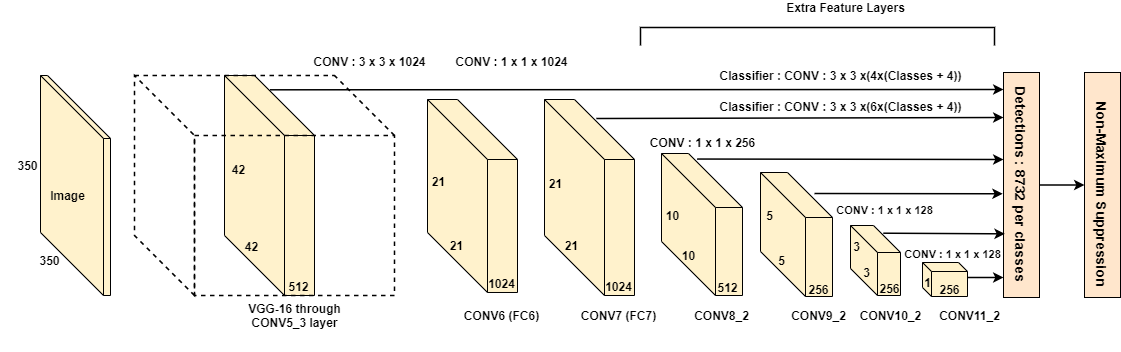 Extra Feature Layers
CONV : 3 x 3 x 1024
CONV : 1 x 1 x 1024
Classifier : CONV : 3 x 3 x(4x(Classes + 4))
Classifier : CONV : 3 x 3 x(6x(Classes + 4))
CONV : 1 x 1 x 256
CONV : 1 x 1 x 128
CONV : 1 x 1 x 128
350
Image
350
42
42
512
VGG-16 through
CONV5_3 layer
21
21
1024
CONV6 (FC6)
21
21
1024
CONV7 (FC7)
10
10
512
CONV8_2
5
5
256
CONV9_2
3
3
256
CONV10_2
1
256
CONV11_2
Detections : 8732 per classes
Non-Maximum Suppression